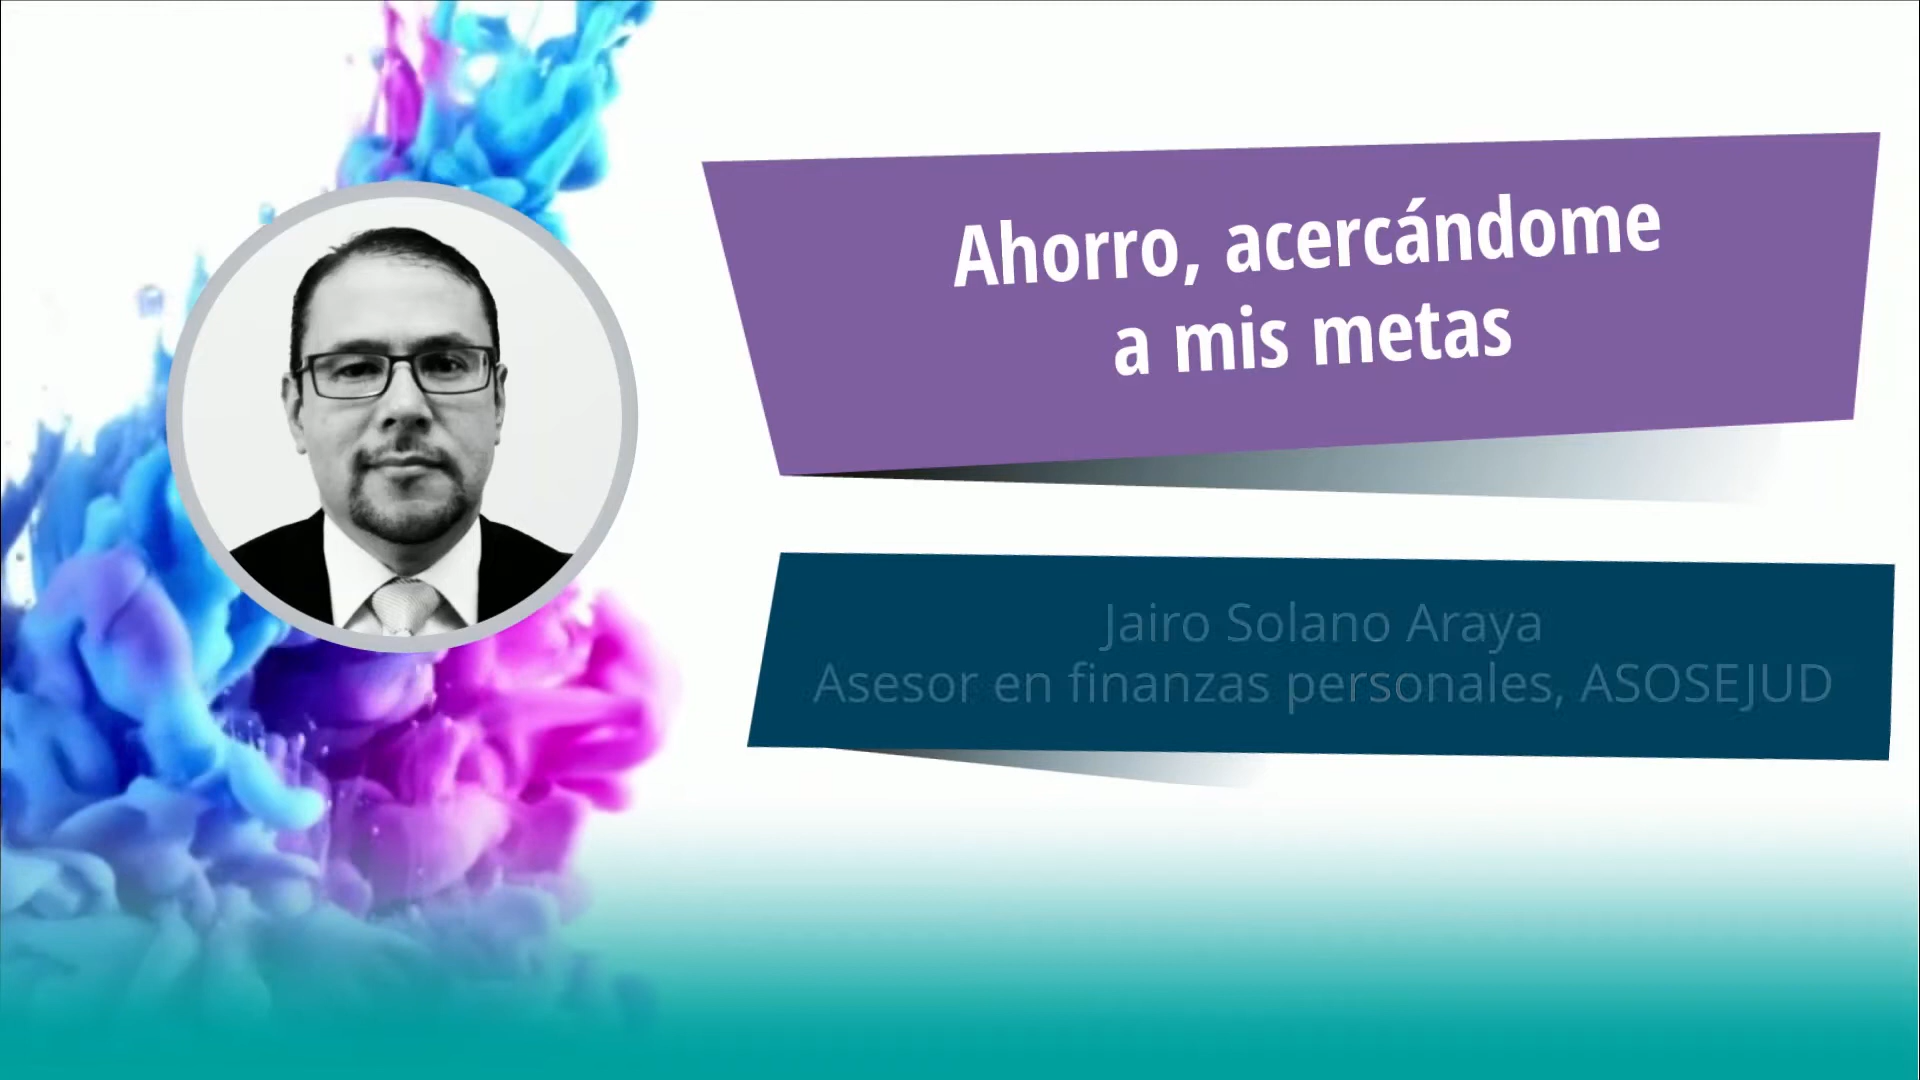 Ahorro, acercándome
a mis metas
Jairo Solano Araya
Asesor en finanzas personales, ASOSEJUD